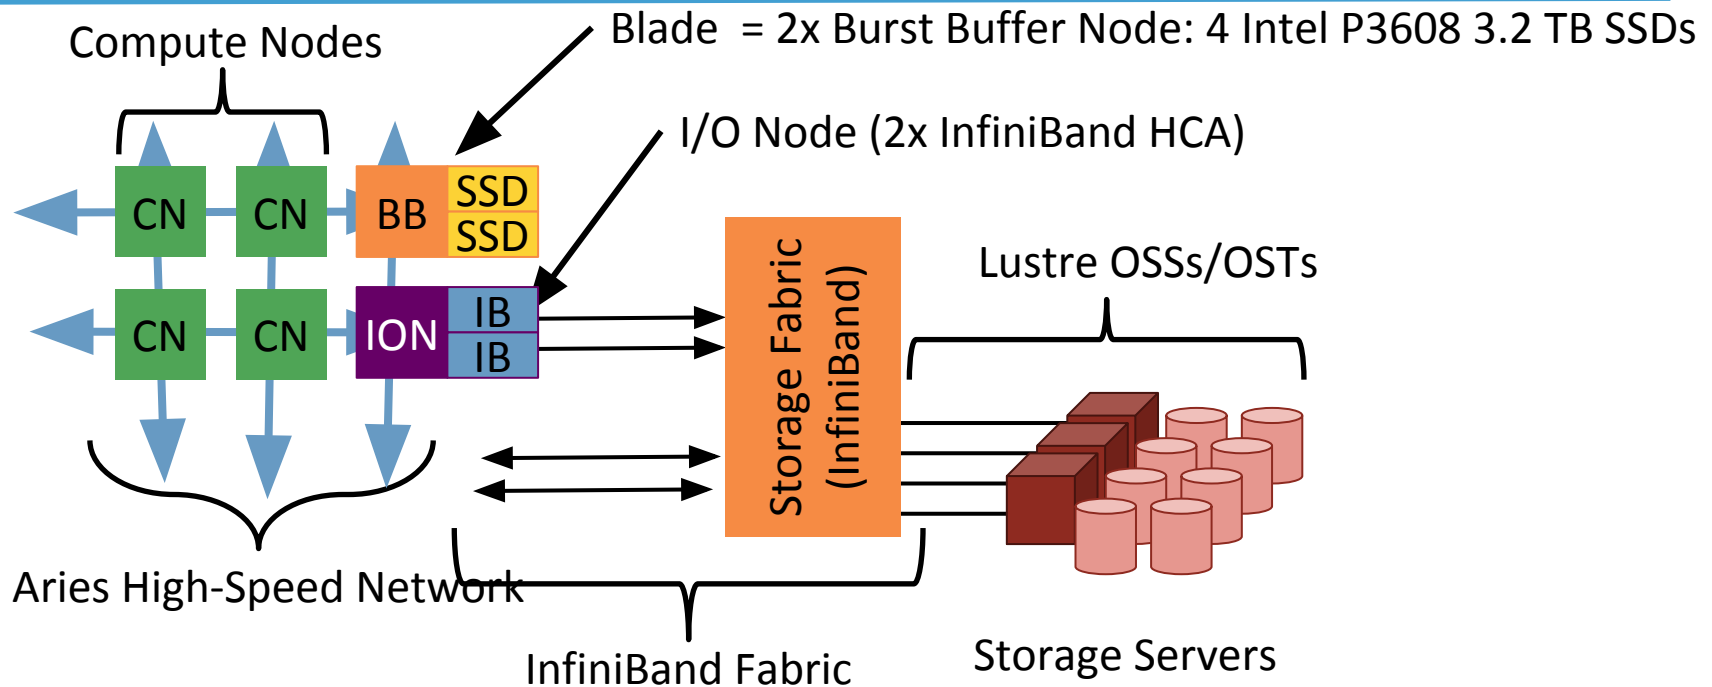 Blade = 2x Burst Buffer Node: 4 Intel P3608 3.2 TB SSDs
Compute Nodes
I/O Node (2x InfiniBand HCA)
CN
CN
BB
SSD
SSD
CN
CN
ION
IB
IB
Storage Fabric
(InfiniBand)
Lustre OSSs/OSTs
Aries High-Speed Network
InfiniBand Fabric
Storage Servers